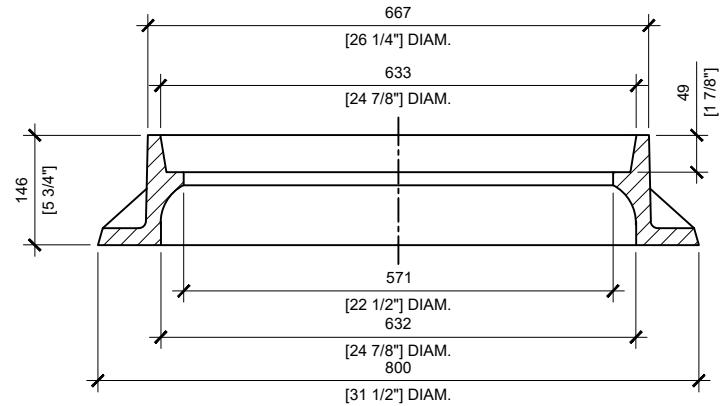 667
[26 1/4"] DIAM.
633
[24 7/8"] DIAM.
49
[1 7/8"]
146
[5 3/4"]
571
[22 1/2"] DIAM.
632
[24 7/8"] DIAM.
800
[31 1/2"] DIAM.